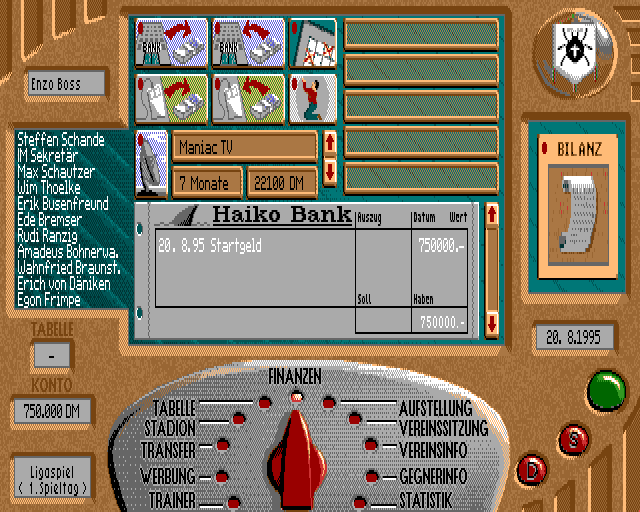 BANK
BANK
Enzo Boss
Steffen Schande
IM Sekretär
Max Schautzer
Wim Thoelke
Erik Busenfreund
Ede Bremser
Rudi Ranzig
Amadeus Bohnerwa.
Wahnfried Braunst.
Erich von Däniken
Egon Frimpe
TABELLE
-
KONTO
750.000 DM
Ligaspiel
( 1.Spieltag )
Maniac TV
7 Monate
22100 DM
Haiko Bank
Auszug
Datum Wert
20. 8.95 Startgeld
750000.-
Soll
Haben
750000.-
BILANZ
20. 8.1995
FINANZEN
TABELLE
STADION
TRANSFER
WERBUNG
TRAINER
AUFSTELLUNG
VEREINSSITZUNG
VEREINSINFO
GEGNERINFO
STATISTIK
S
D